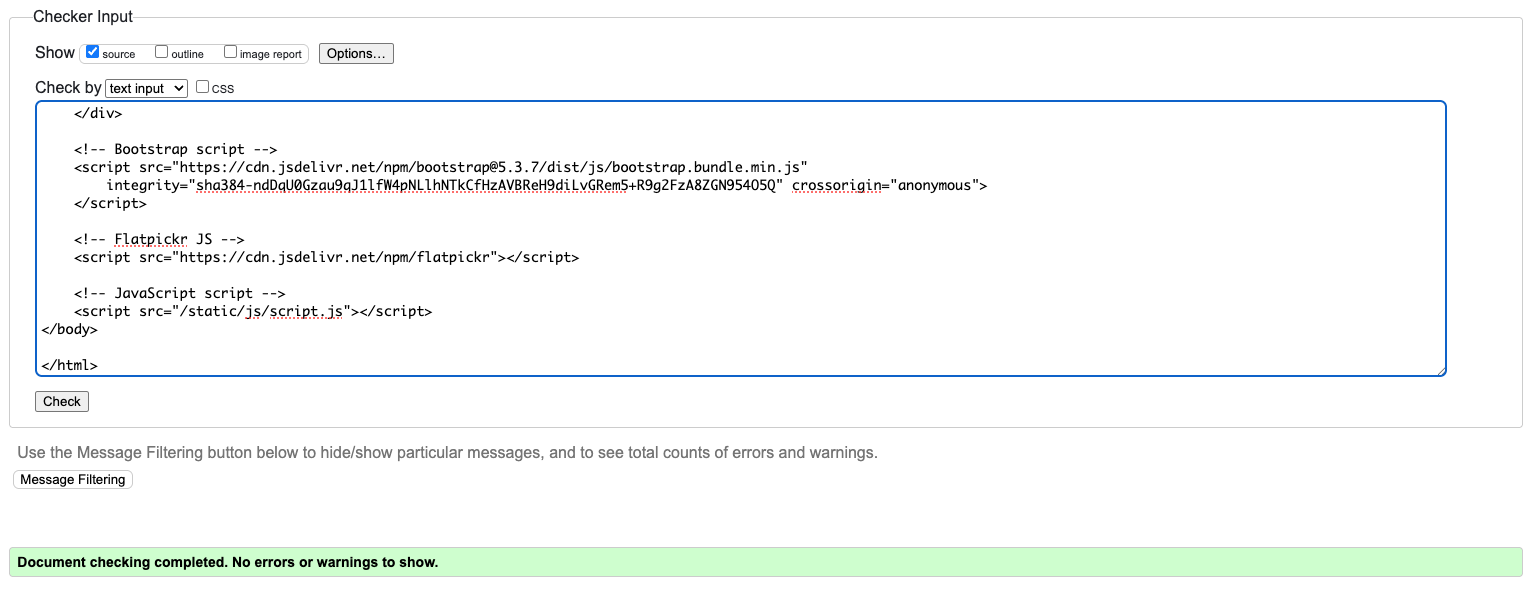 Checker Input
Show source outline image report Options...
Check by text input css
</div>
<!-- Bootstrap script -->
<script src="https://cdn.jsdelivr.net/npm/bootstrap@5.3.7/dist/js/bootstrap.bundle.min.js"
integrity="sha384-ndDqU0Gzau9qJ1lfW4pNLlhNTkCfHzAVBReH9diLvGRem5+R9g2FzA8ZGN954O5Q" crossorigin="anonymous">
</script>
<!-- Flatpickr JS -->
<script src="https://cdn.jsdelivr.net/npm/flatpickr"></script>
<!-- JavaScript script -->
<script src="/static/js/script.js"></script>
</body>
</html>
Check
Use the Message Filtering button below to hide/show particular messages, and to see total counts of errors and warnings.
Message Filtering
Document checking completed. No errors or warnings to show.